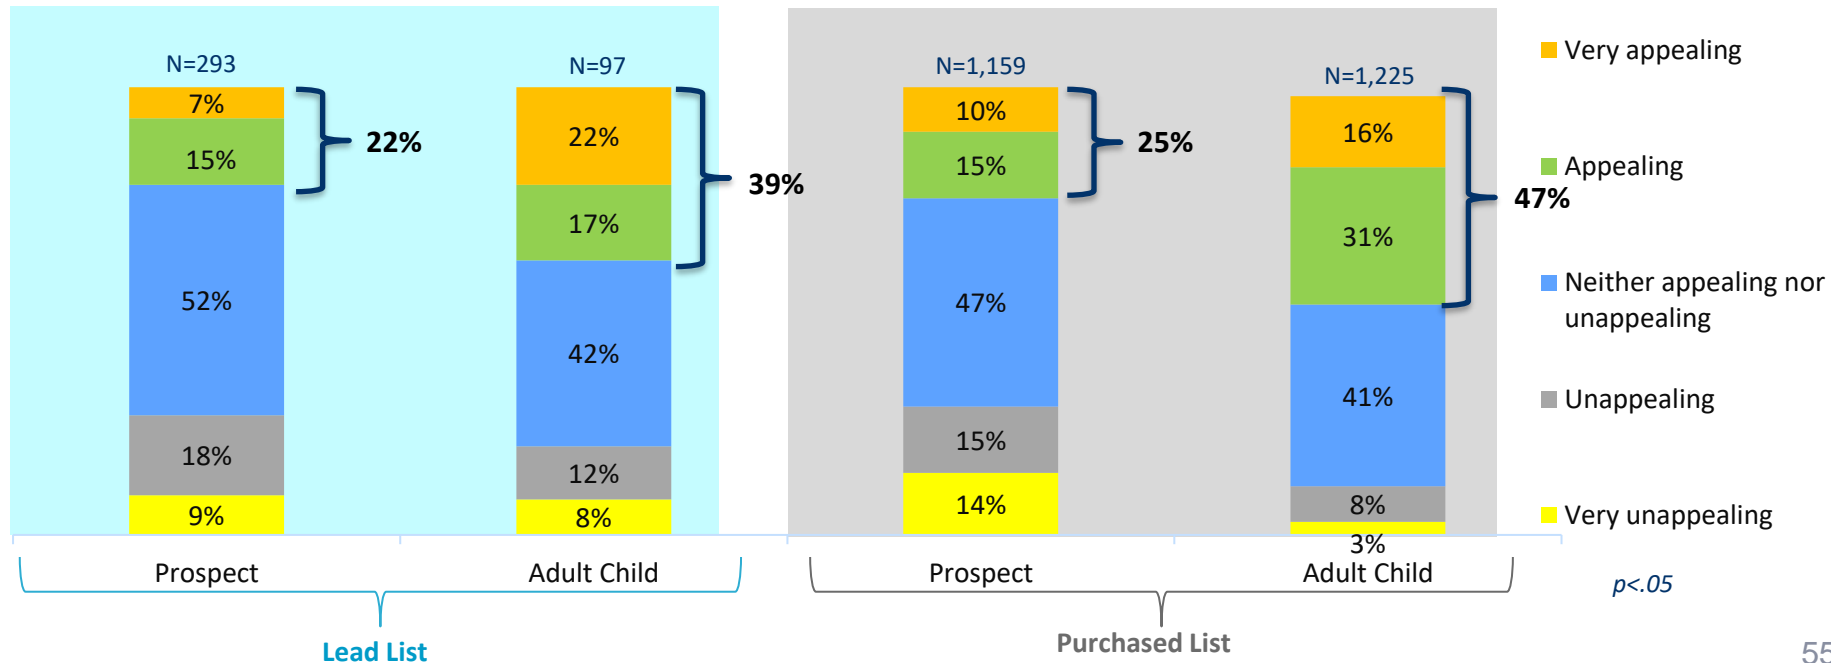 N=293
7%
15%
52%
18%
9%
22%
N=97
22%
17%
42%
12%
8%
39%
N=1,159
10%
15%
47%
15%
14%
25%
N=1,225
16%
31%
41%
8%
3%
47%
Very appealing
Appealing
Neither appealing nor
unappealing
Unappealing
Very unappealing
Prospect
Adult Child
Prospect
Adult Child
p<.05
Lead List
Purchased List
55